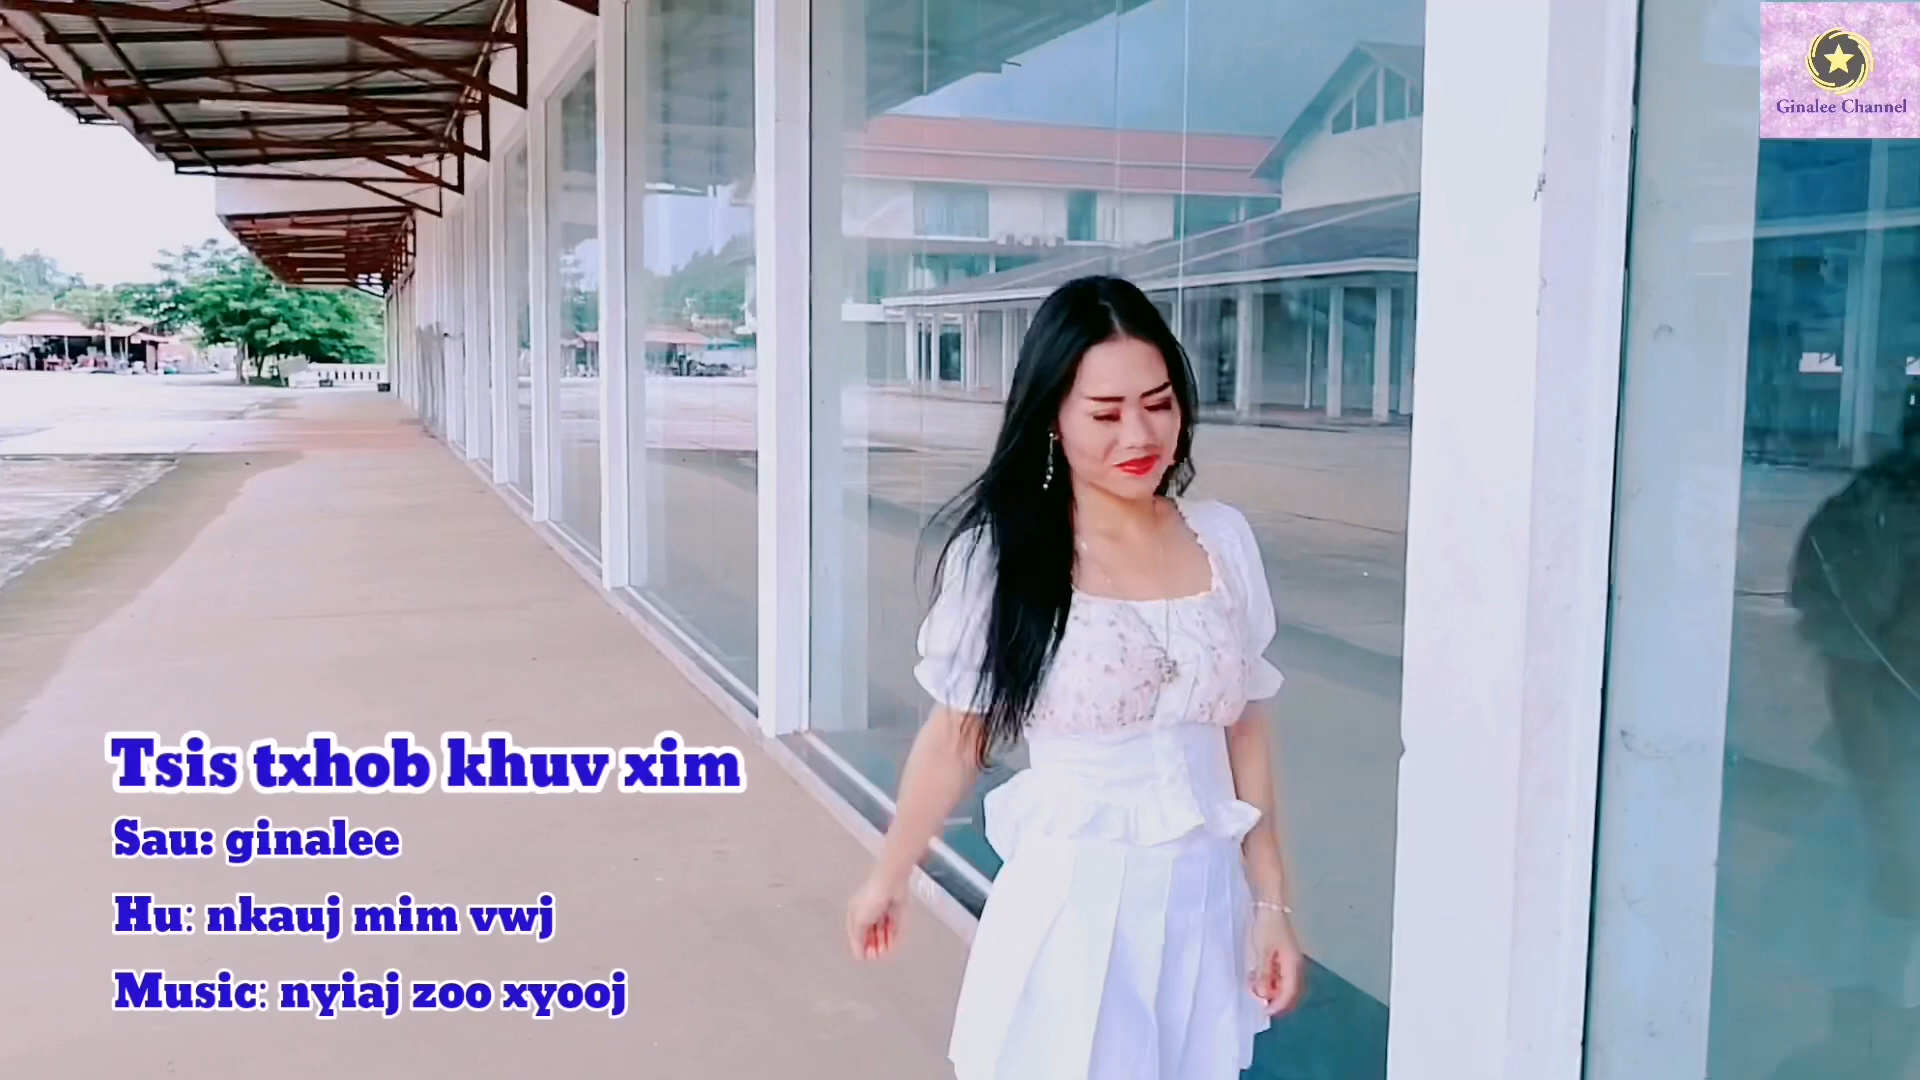 Ginalee Channel
Tsis txhob khuv xim
Sau: ginalee
Hu: nkauj mim vwj
Music: nyiaj zoo xyooj